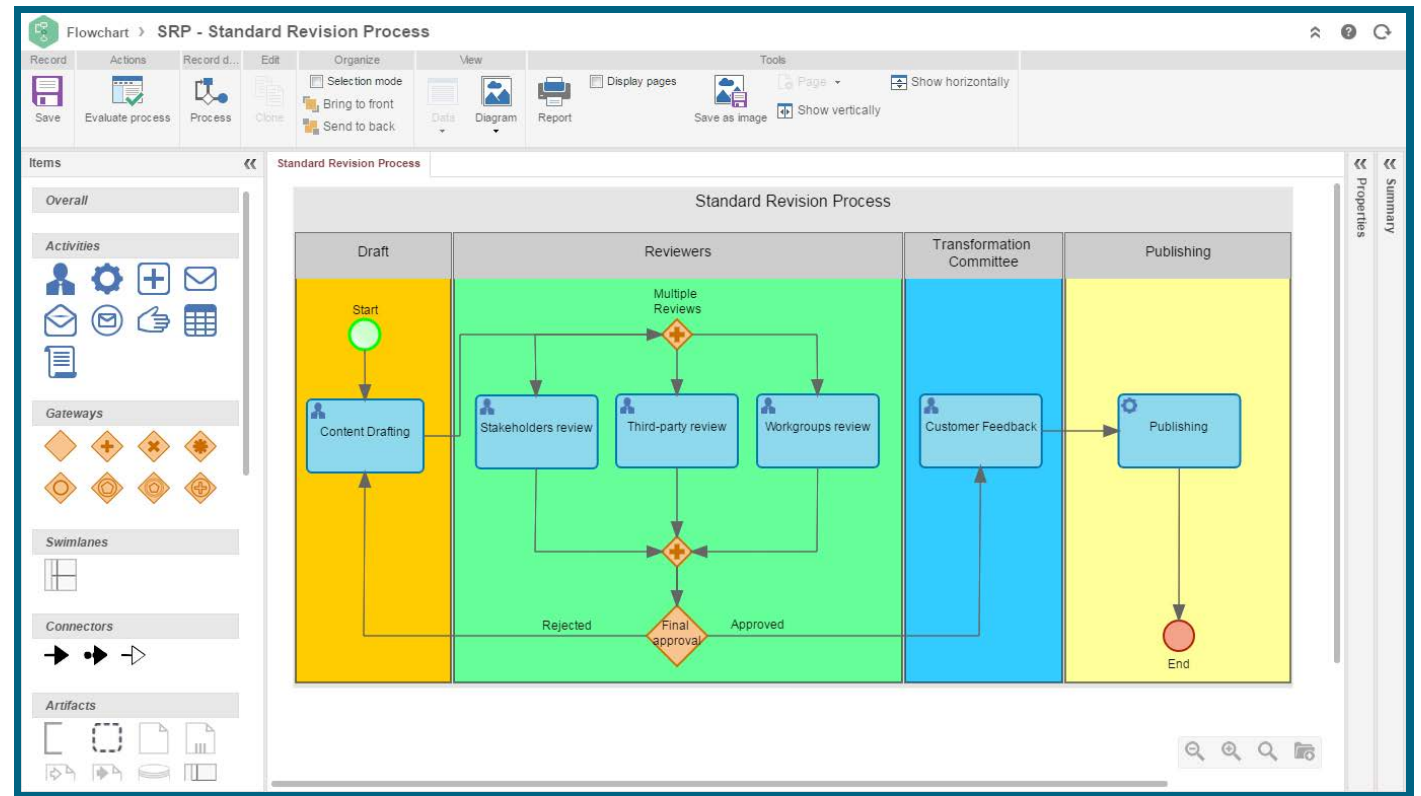 Flowchart > SRP - Standard Revision Process
Record Actions Record d... Edit Organize View Tools
Save
Evaluate process
Process
Clone
Selection mode
Bring to front
Send to back
Data
Diagram
Report
Display pages
Save as image
Page
Show vertically
Show horizontally
Items
Standard Revision Process
Properties
Summary
Overall
Activities
Gateways
Swimlanes
Connectors
Artifacts
Standard Revision Process
Draft
Reviewers
Transformation
Committee
Publishing
Start
Multiple
Reviews
Content Drafting
Stakeholders review
Third-party review
Workgroups review
Customer Feedback
Publishing
Rejected
Final
approval
Approved
End